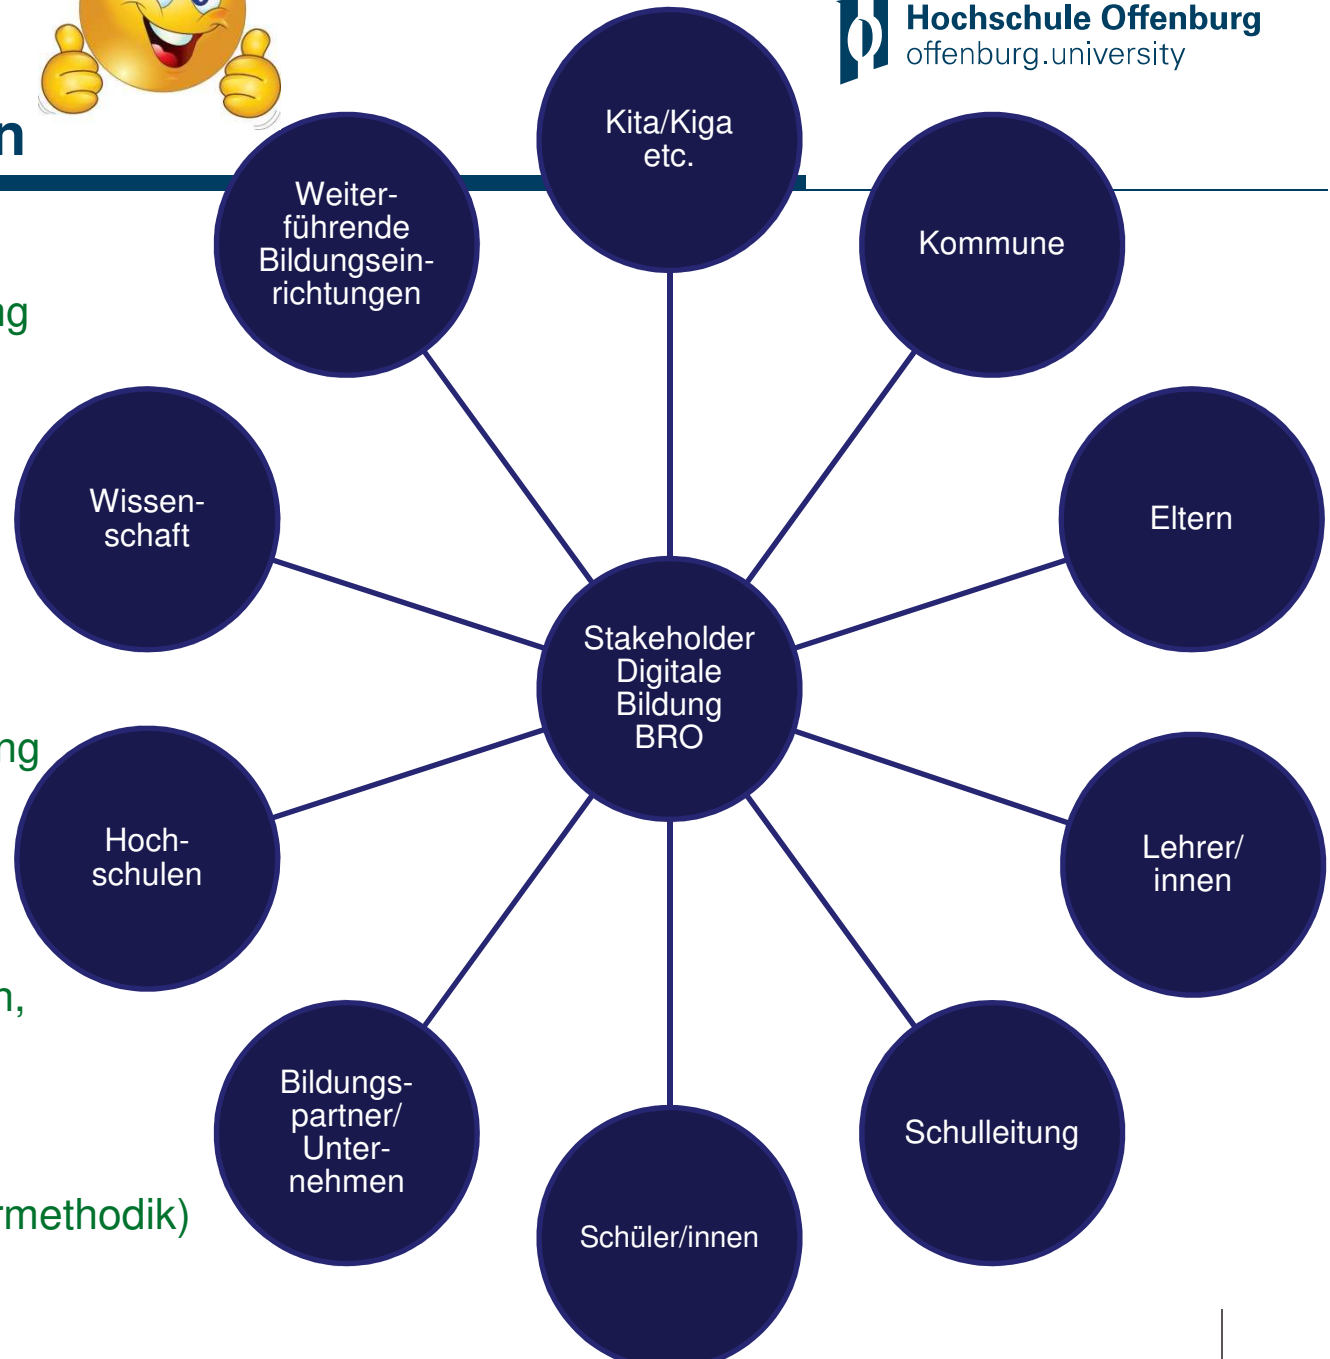 Hochschule Offenburg
offenburg.university
n
Kita/Kiga
etc.
Weiter-
führende
Bildungsein-
richtungen
Kommune
ng
Wissen-
schaft
Eltern
Stakeholder
Digitale
Bildung
BRO
ng
Hoch-
schulen
Lehrer/
innen
n,
Bildungs-
partner/
Unter-
nehmen
Schulleitung
rmethodik)
Schüler/innen